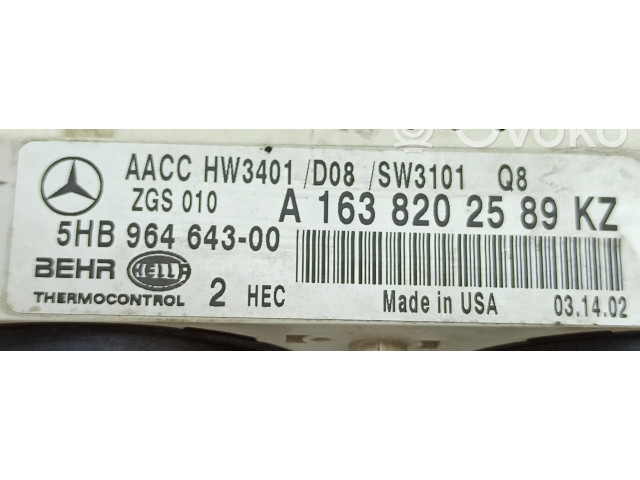 OVOKO
AACC HW3401 /D08 /SW3101 Q8
ZGS 010
A 163 820 25 89 KZ
5HB 964 643-00
BEHR HELLA
THERMOCONTROL
2 HEC
Made in USA
03.14.02